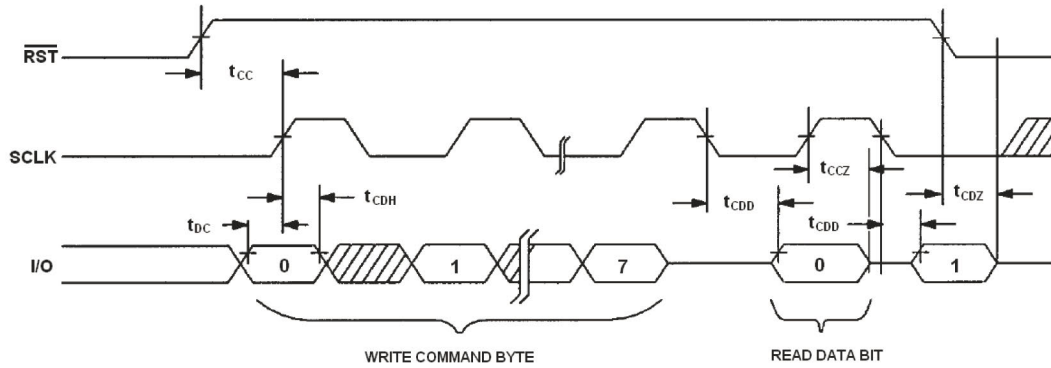 RST
tCC
SCLK
tCDH
tCCZ
tDC
tCDD
tCDD
tCDZ
I/O
0
1
7
0
1
WRITE COMMAND BYTE
READ DATA BIT